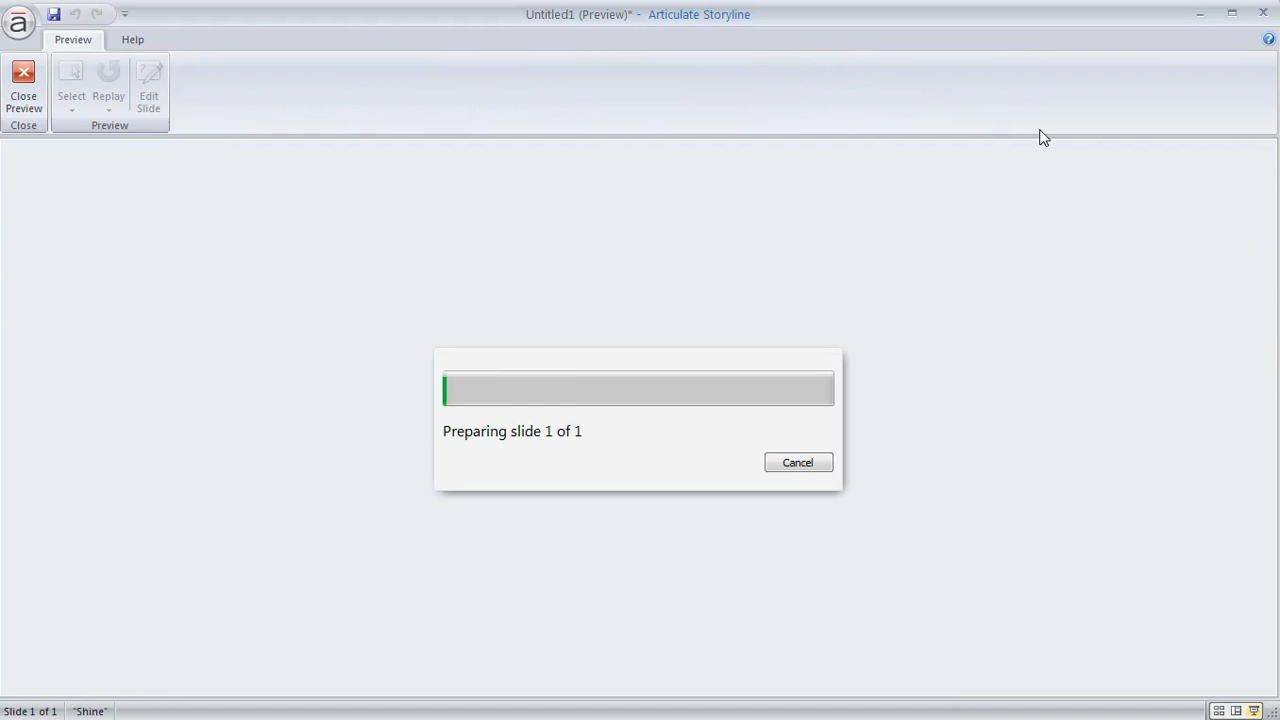 Untitled1 (Preview)* - Articulate Storyline
Preview
Help
Close Preview
Select
Replay
Edit Slide
Close
Preview
Preparing slide 1 of 1
Cancel
Slide 1 of 1
"Shine"